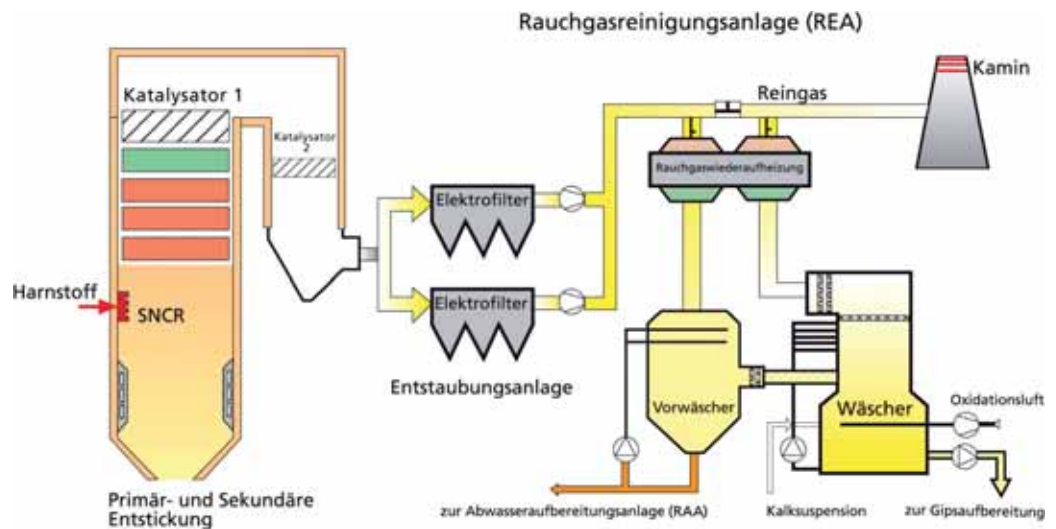 Rauchgasreinigungsanlage (REA)
Kamin
Katalysator 1
Reingas
Katalysator
2
Rauchgaswiederaufheizung
Elektrofilter
Harnstoff
SNCR
Elektrofilter
Entstaubungsanlage
Vorwäscher
Wäscher
Oxidationsluft
Primär- und Sekundäre
Entstickung
zur Abwasseraufbereitungsanlage (RAA)
Kalksuspension
zur Gipsaufbereitung